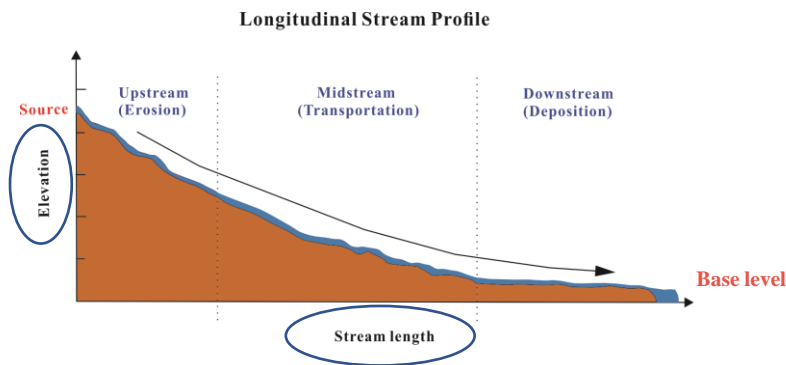 Longitudinal Stream Profile
Upstream
(Erosion)
Midstream
(Transportation)
Downstream
(Deposition)
Source
Elevation
Base level
Stream length